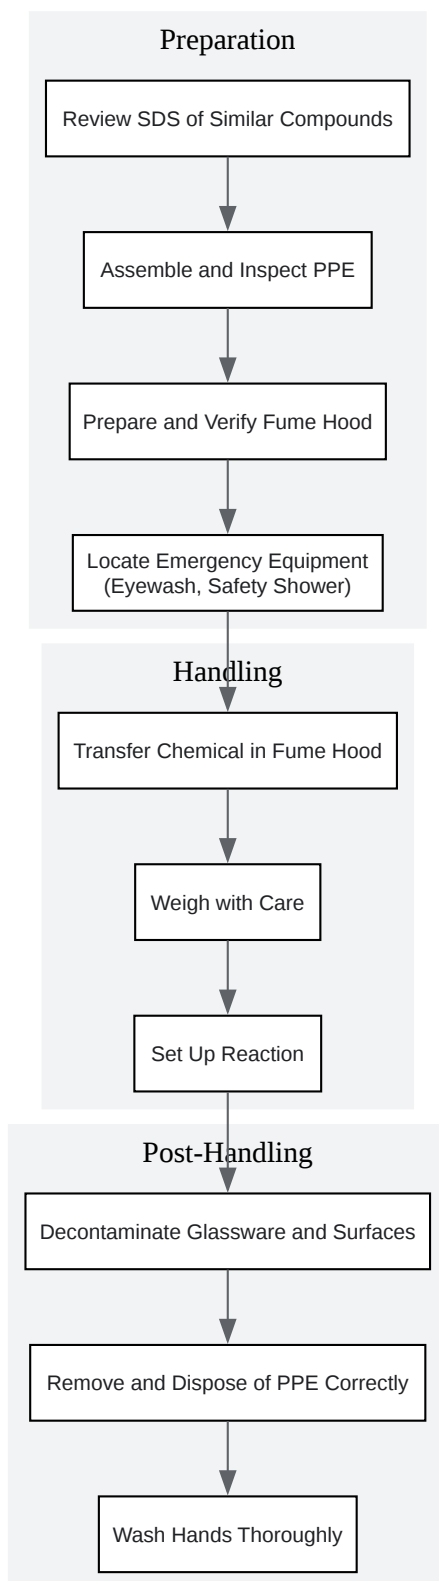 Preparation
Review SDS of Similar Compounds
Assemble and Inspect PPE
Prepare and Verify Fume Hood
Locate Emergency Equipment
(Eyewash, Safety Shower)
Handling
Transfer Chemical in Fume Hood
Weigh with Care
Set Up Reaction
Post-Handling
Decontaminate Glassware and Surfaces
Remove and Dispose of PPE Correctly
Wash Hands Thoroughly